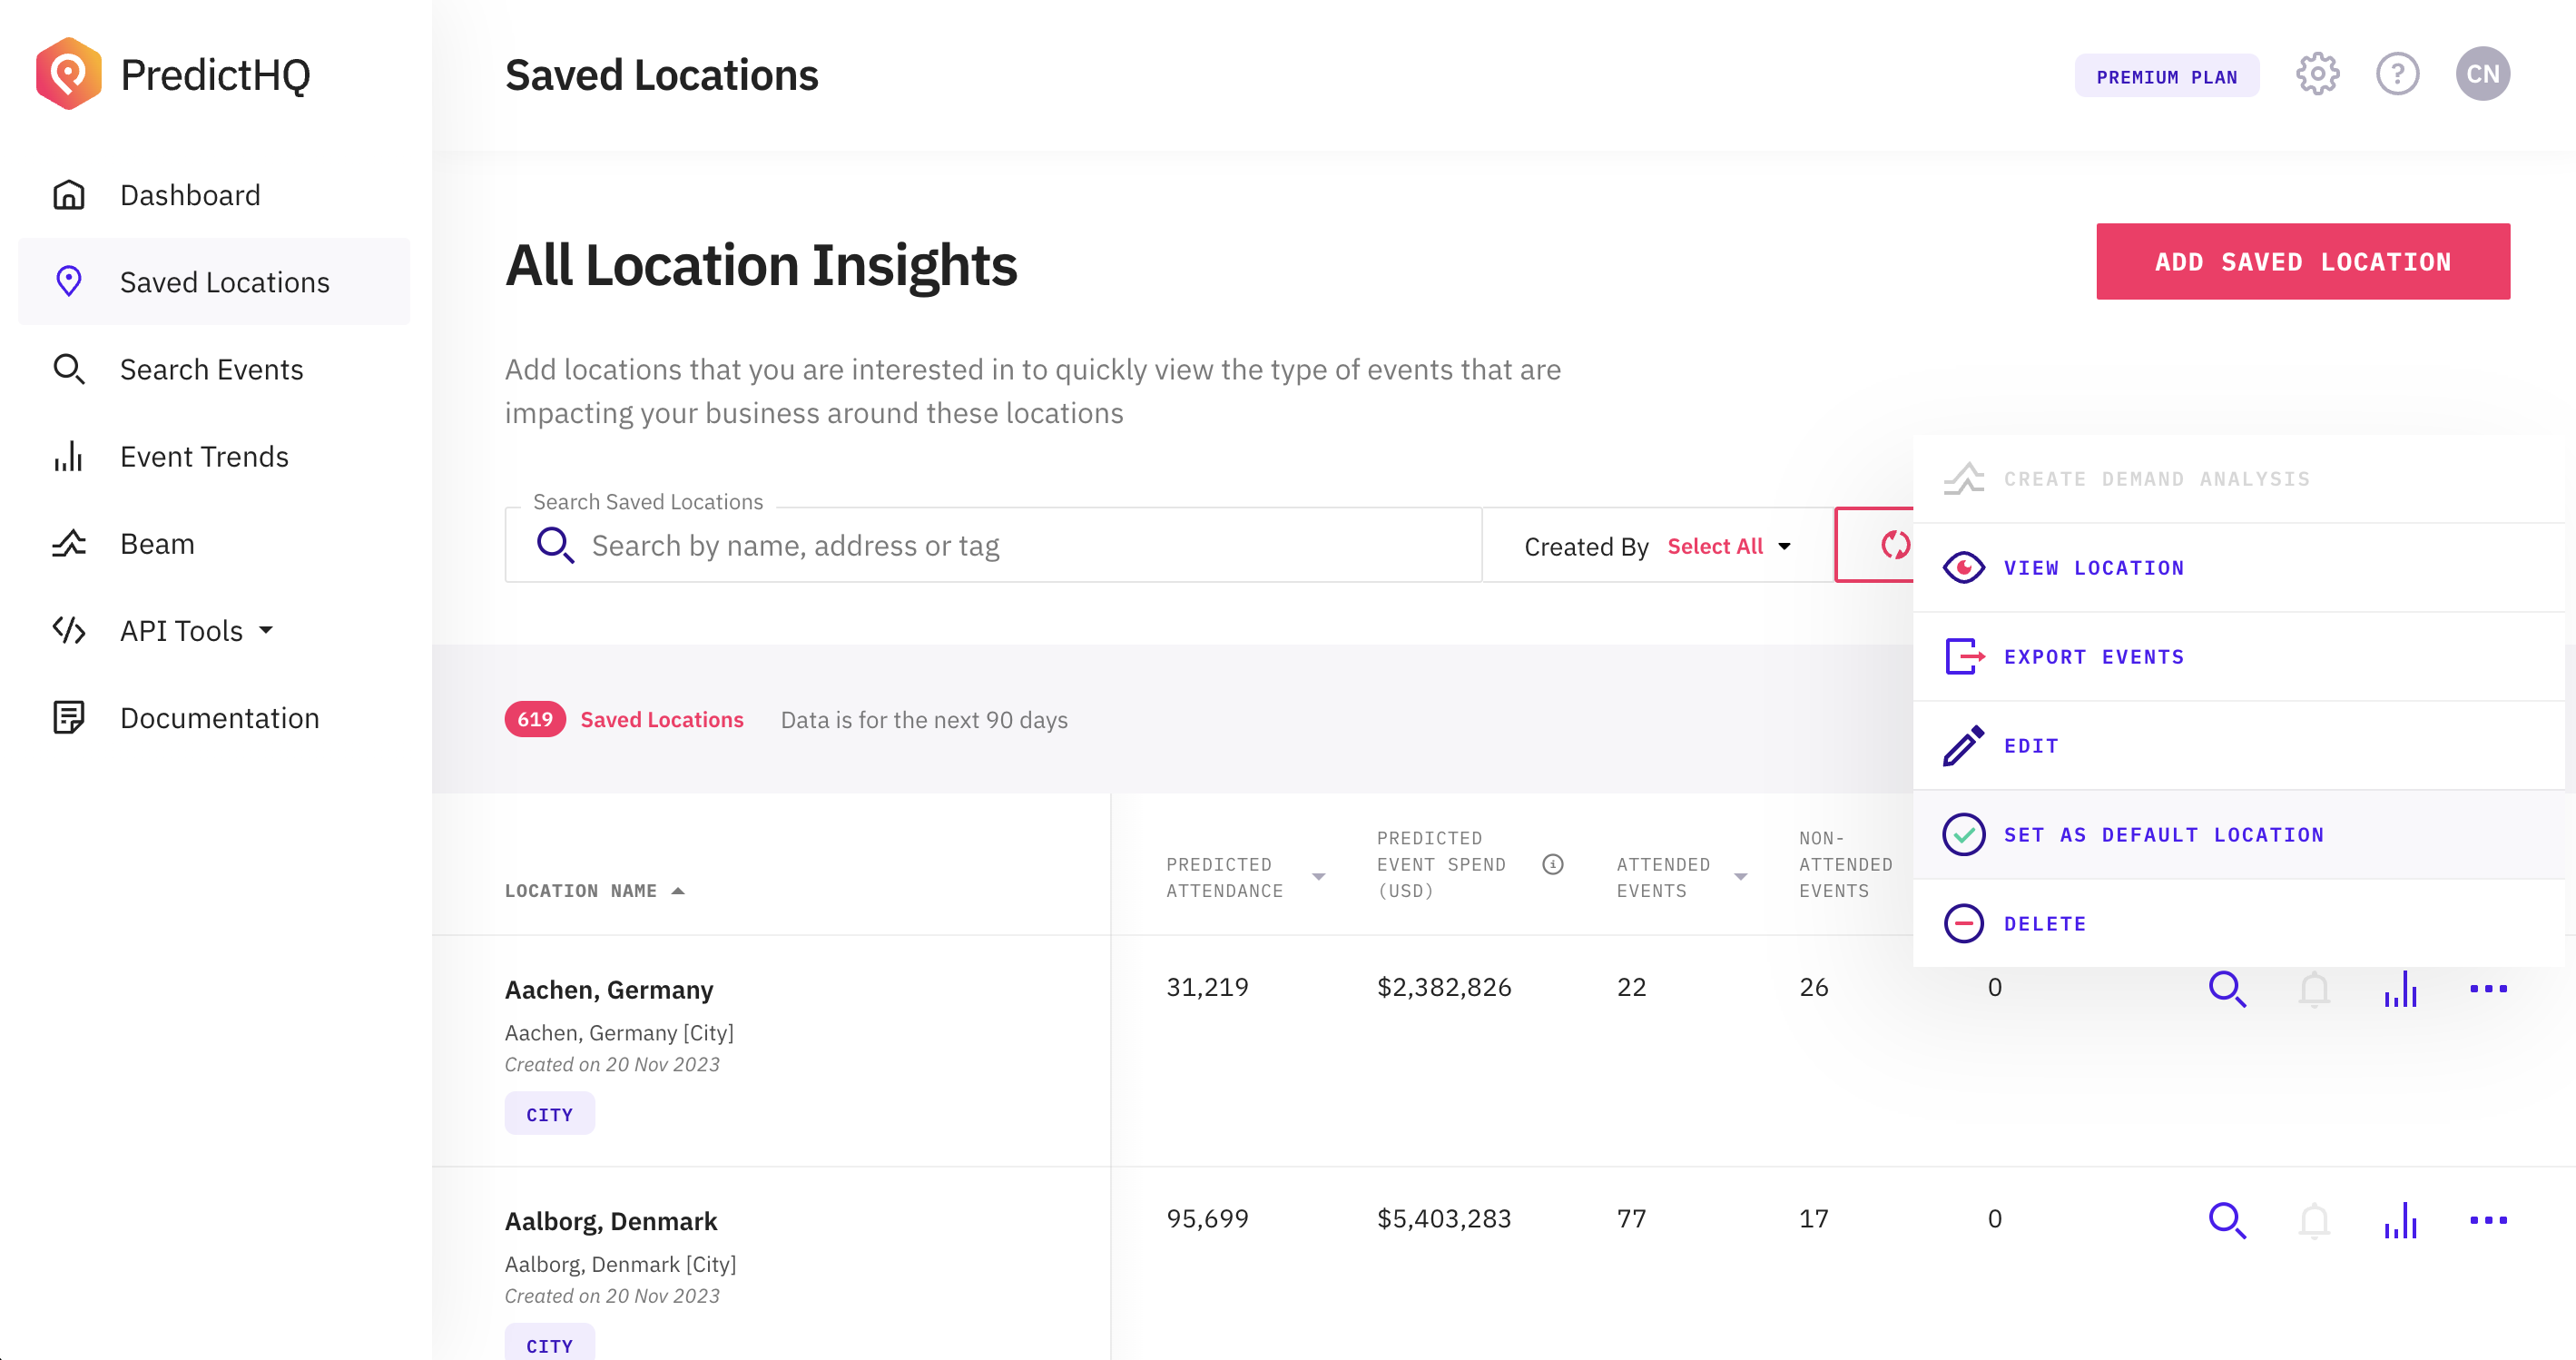 PredictHQ
Dashboard
Saved Locations
Search Events
Event Trends
Beam
API Tools
Documentation
Saved Locations
PREMIUM PLAN
?
CN
All Location Insights
ADD SAVED LOCATION
Add locations that you are interested in to quickly view the type of events that are
impacting your business around these locations
Search Saved Locations
Search by name, address or tag
Created By Select All
CREATE DEMAND ANALYSIS
VIEW LOCATION
EXPORT EVENTS
EDIT
SET AS DEFAULT LOCATION
DELETE
619 Saved Locations Data is for the next 90 days
LOCATION NAME
PREDICTED
ATTENDANCE
PREDICTED
EVENT SPEND
(USD)
ATTENDED
EVENTS
NON-
ATTENDED
EVENTS
Aachen, Germany
Aachen, Germany [City]
Created on 20 Nov 2023
CITY
31,219 $2,382,826 22 26 0
Aalborg, Denmark
Aalborg, Denmark [City]
Created on 20 Nov 2023
CITY
95,699 $5,403,283 77 17 0